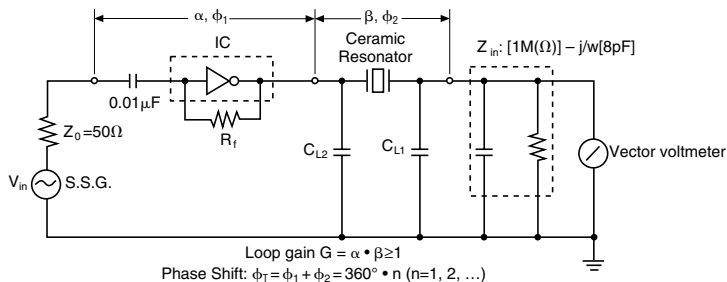 α, ϕ1
β, ϕ2
IC
Ceramic
Resonator
Z in: [1M(Ω)] – j/w[8pF]
0.01µF
Z0=50Ω
Rf
CL2
CL1
Vector voltmeter
Vin
S.S.G.
Loop gain G = α • β≥1
Phase Shift: ϕT = ϕ1 + ϕ2 = 360° • n (n=1, 2, …)